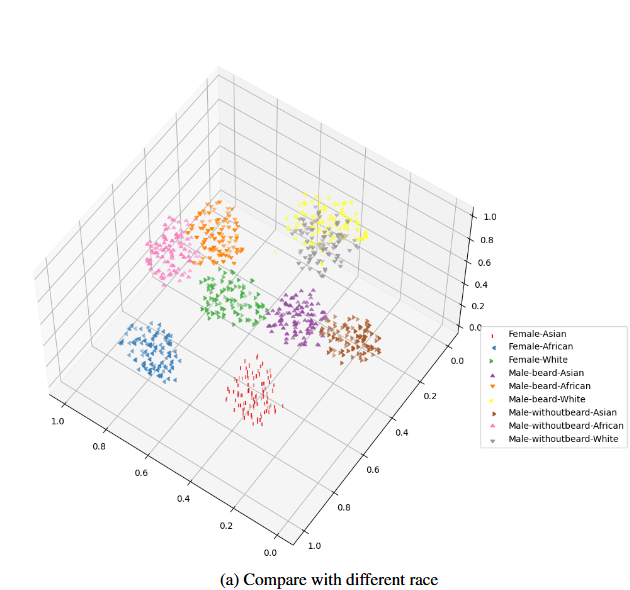 1.0
0.8
0.6
0.4
0.2
0.0
0.0
0.2
0.4
0.6
0.8
1.0
1.0
0.8
0.6
0.4
0.2
0.0
Female-Asian
Female-African
Female-White
Male-beard-Asian
Male-beard-African
Male-beard-White
Male-withoutbeard-Asian
Male-withoutbeard-African
Male-withoutbeard-White
(a) Compare with different race